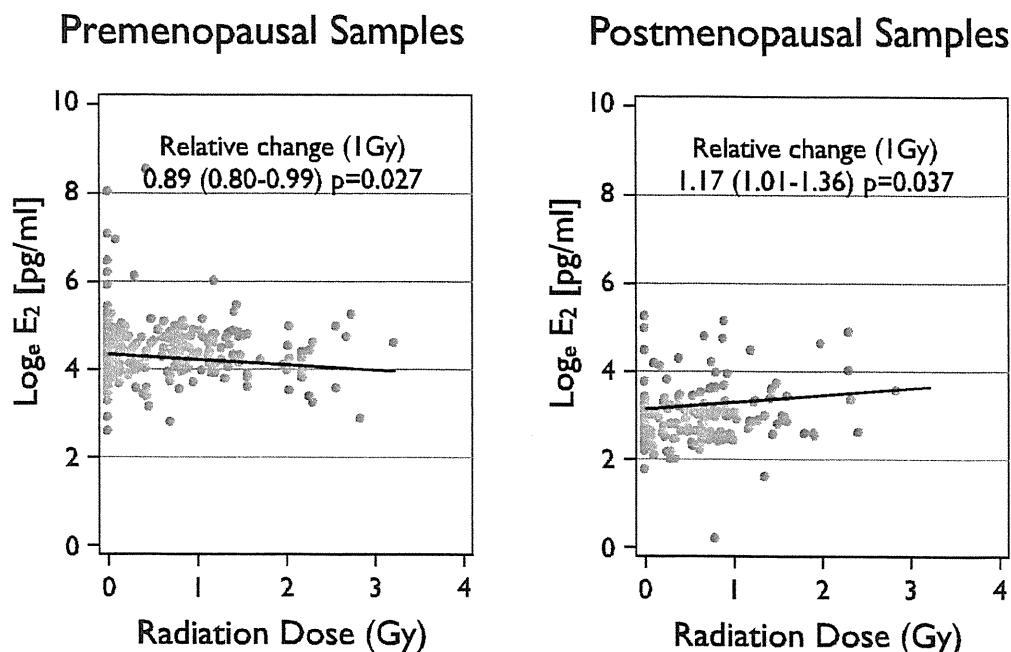 Premenopausal Samples
Relative change (1Gy)
0.89 (0.80-0.99) p=0.027
Logₑ E₂ [pg/ml]
10
8
6
4
2
0
0 1 2 3 4
Radiation Dose (Gy)
Postmenopausal Samples
Relative change (1Gy)
1.17 (1.01-1.36) p=0.037
Logₑ E₂ [pg/ml]
10
8
6
4
2
0
0 1 2 3 4
Radiation Dose (Gy)